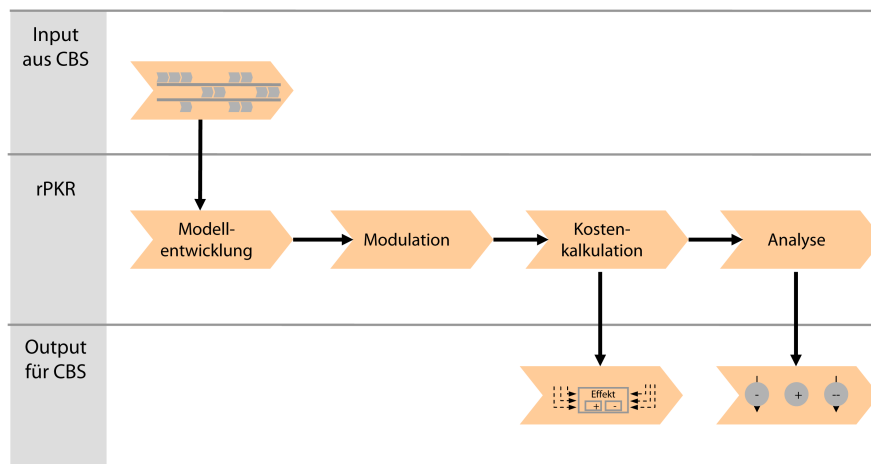 Input
aus CBS
rPKR
Modell-
entwicklung
Modulation
Kosten-
kalkulation
Analyse
Output
für CBS
Effekt
+ -
- + --